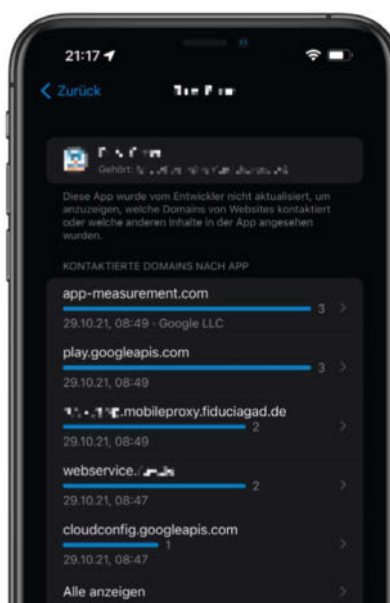 21:17
Zurück
Gehört:
Diese App wurde vom Entwickler nicht aktualisiert, um
anzuzeigen, welche Domains von Websites kontaktiert
oder welche anderen Inhalte in der App angesehen
wurden.
KONTAKTIERTE DOMAINS NACH APP
app-measurement.com
3
29.10.21, 08:49 - Google LLC
play.googleapis.com
3
29.10.21, 08:49
.mobileproxy.fiduciagad.de
2
29.10.21, 08:49
webservice.
2
29.10.21, 08:47
cloudconfig.googleapis.com
1
29.10.21, 08:47
Alle anzeigen